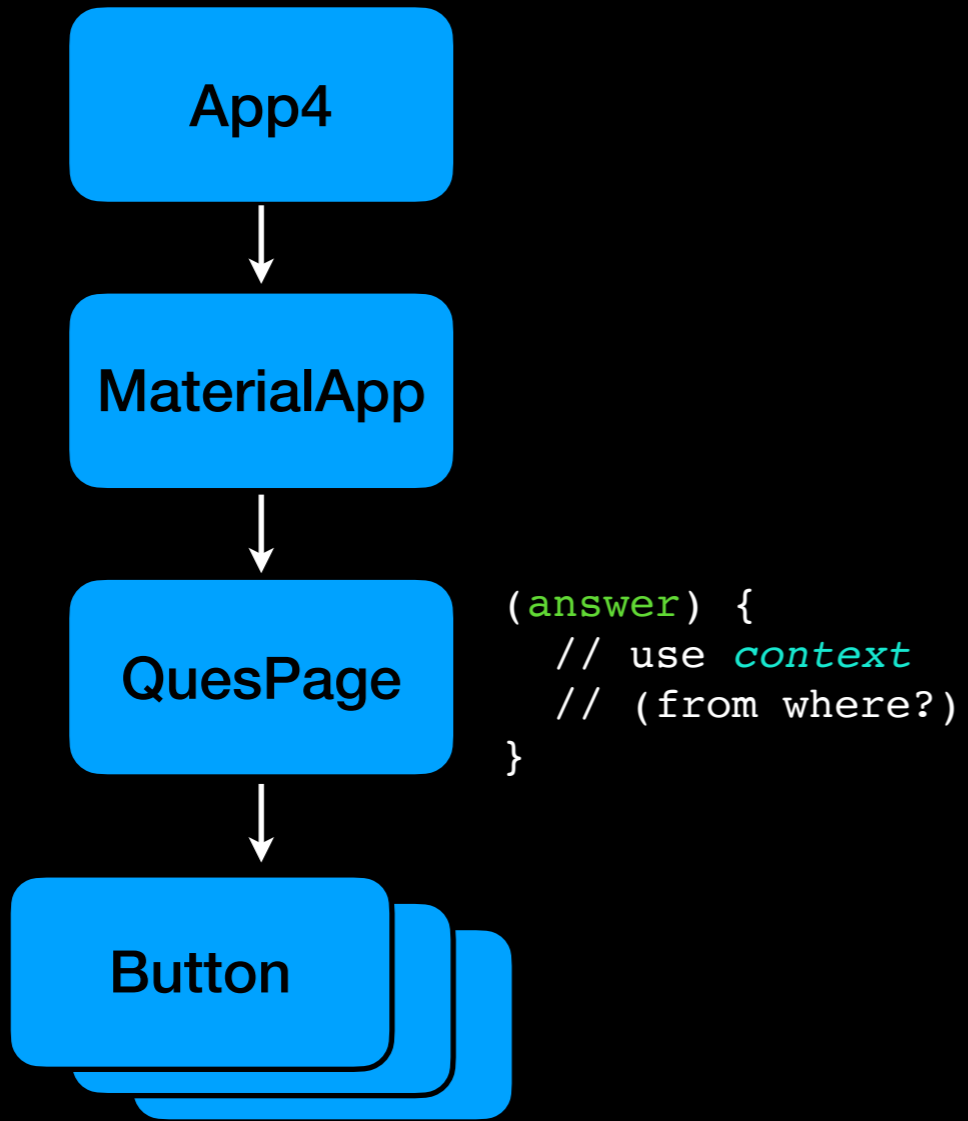 App4
MaterialApp
QuesPage
(answer) {
  // use context
  // (from where?)
}
Button